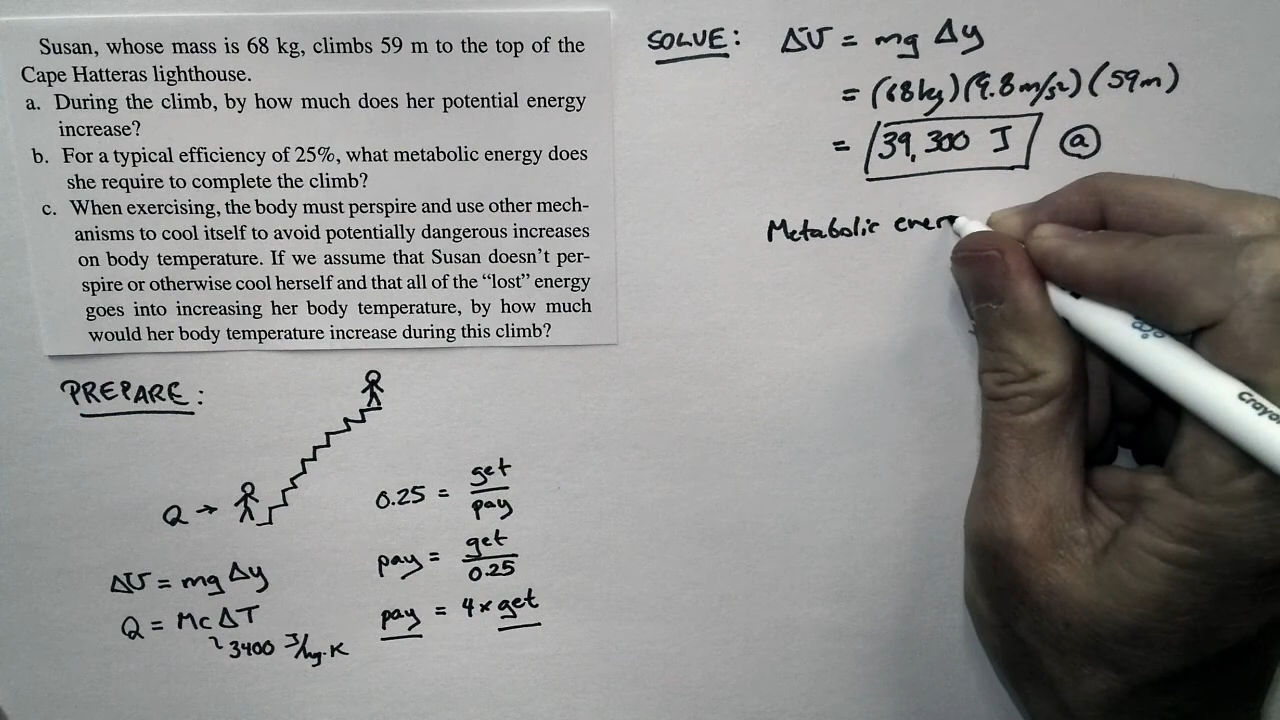 Susan, whose mass is 68 kg, climbs 59 m to the top of the
Cape Hatteras lighthouse.
a. During the climb, by how much does her potential energy
increase?
b. For a typical efficiency of 25%, what metabolic energy does
she require to complete the climb?
c. When exercising, the body must perspire and use other mech-
anisms to cool itself to avoid potentially dangerous increases
on body temperature. If we assume that Susan doesn't per-
spire or otherwise cool herself and that all of the “lost” energy
goes into increasing her body temperature, by how much
would her body temperature increase during this climb?
PREPARE:
Q →
ΔU = mg Δy
Q = McΔT
~3400 J/kg·K
0.25 = get/pay
pay = get/0.25
pay = 4 x get
SOLVE: ΔU = mg Δy
= (68kg)(9.8m/s²)(59m)
= 39,300 J (a)
Metabolic ener
Crayo